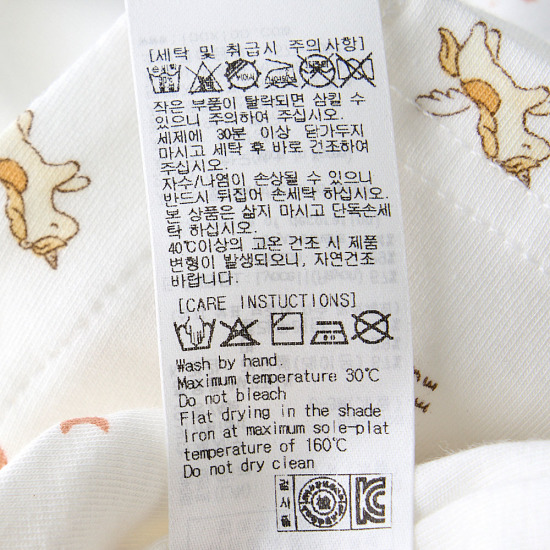 [세탁 및 취급시 주의사항]
작은 부품이 탈락되면 삼킬 수
있으니 주의하여 주십시오.
세제에 30분 이상 담가두지
마시고 세탁 후 바로 건조하여
주십시오.
자수/나염이 손상될 수 있으니
반드시 뒤집어 손세탁 하십시오.
본 상품은 삶지 마시고 단독손세
탁 하십시오.
40℃이상의 고온 건조 시 제품
변형이 발생되오니, 자연건조
바랍니다.
[CARE INSTUCTIONS]
Wash by hand.
Maximum temperature 30℃
Do not bleach
Flat drying in the shade
Iron at maximum sole-plat
temperature of 160℃
Do not dry clean
검사필